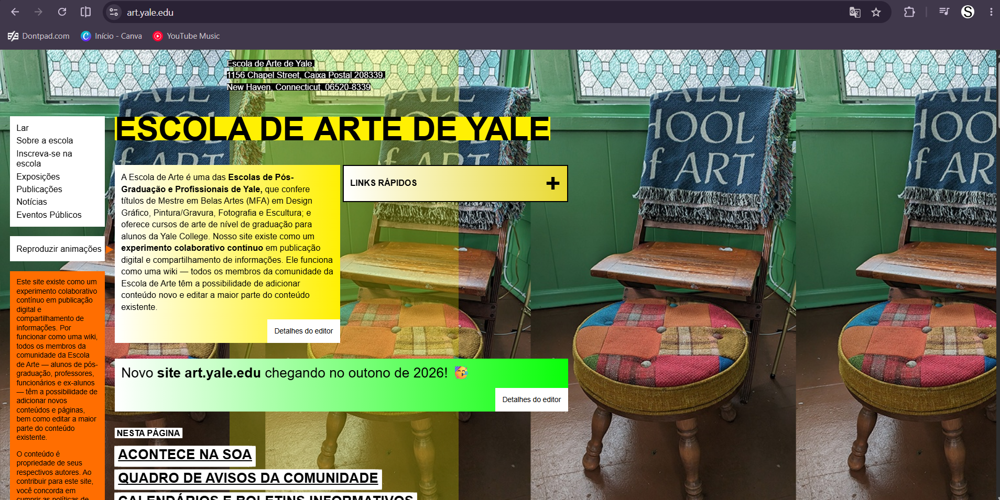 art.yale.edu
Dontpad.com
Início - Canva
YouTube Music
S
Escola de Arte de Yale,
1156 Chapel Street, Caixa Postal 208339,
New Haven, Connecticut, 06520-8339
ESCOLA DE ARTE DE YALE
Lar
Sobre a escola
Inscreva-se na
escola
Exposições
Publicações
Notícias
Eventos Públicos
Reproduzir animações
Este site existe como um
experimento colaborativo
contínuo em publicação
digital e
compartilhamento de
informações. Por
funcionar como uma wiki,
todos os membros da
comunidade da Escola
de Arte — alunos de pós-
graduação, professores,
funcionários e ex-alunos
— têm a possibilidade de
adicionar novos
conteúdos e páginas,
bem como editar a maior
parte do conteúdo
existente.
O conteúdo é
propriedade de seus
respectivos autores. Ao
contribuir para este site,
você concorda em
cumprir as políticas de
A Escola de Arte é uma das Escolas de Pós-
Graduação e Profissionais de Yale, que confere
títulos de Mestre em Belas Artes (MFA) em Design
Gráfico, Pintura/Gravura, Fotografia e Escultura; e
oferece cursos de arte de nível de graduação para
alunos da Yale College. Nosso site existe como um
experimento colaborativo contínuo em publicação
digital e compartilhamento de informações. Ele funciona
como uma wiki — todos os membros da comunidade da
Escola de Arte têm a possibilidade de adicionar
conteúdo novo e editar a maior parte do conteúdo
existente.
Detalhes do editor
LINKS RÁPIDOS
Novo site art.yale.edu chegando no outono de 2026! 🥳
Detalhes do editor
NESTA PÁGINA
ACONTECE NA SOA
QUADRO DE AVISOS DA COMUNIDADE
CALENDÁRIOS E BOLETINS INFORMATIVOS
YALE
HOOL
of ART